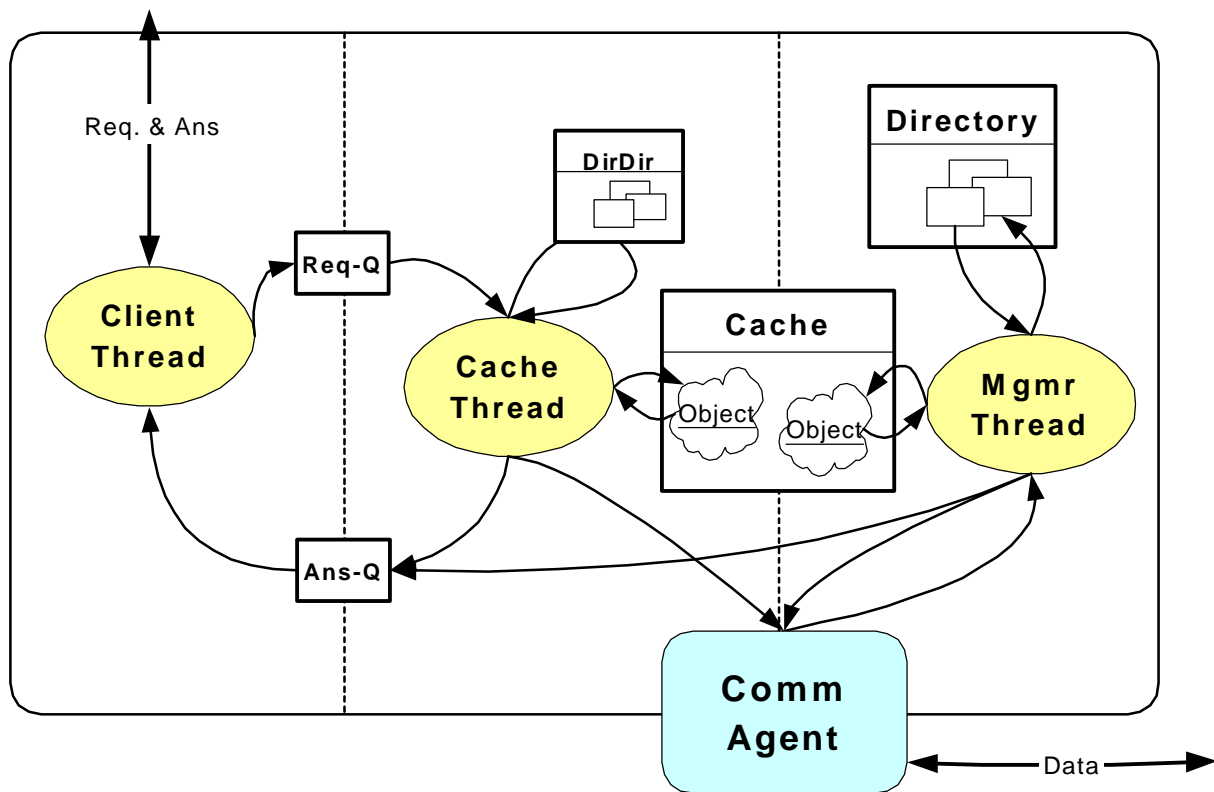 Req. & Ans
Directory
DirDir
Req-Q
Client
Thread
Cache
Cache
Thread
Object
Object
Mgmr
Thread
Ans-Q
Comm
Agent
Data